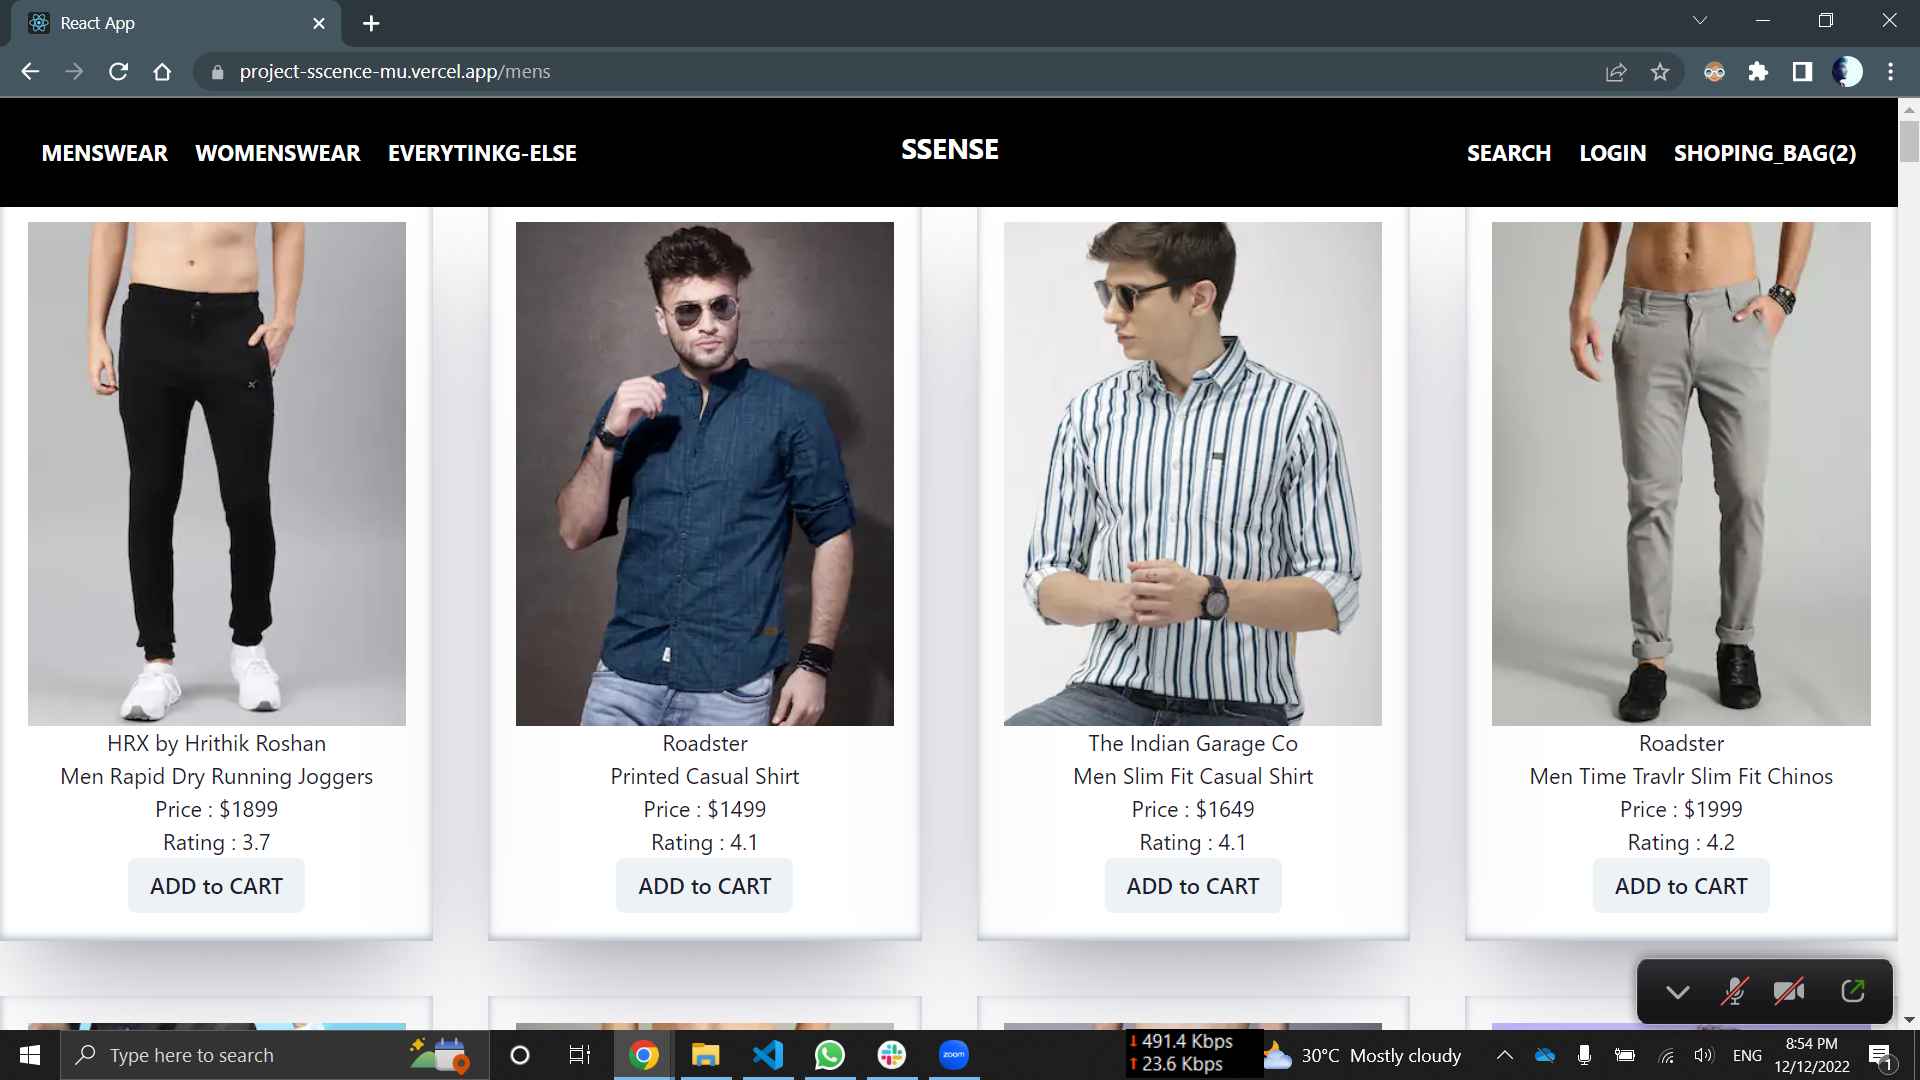 React App
project-sscence-mu.vercel.app/mens
MENSWEAR WOMENSWEAR EVERYTINKG-ELSE SSENSE SEARCH LOGIN SHOPING_BAG(2)
HRX by Hrithik Roshan
Men Rapid Dry Running Joggers
Price : $1899
Rating : 3.7
ADD to CART
Roadster
Printed Casual Shirt
Price : $1499
Rating : 4.1
ADD to CART
The Indian Garage Co
Men Slim Fit Casual Shirt
Price : $1649
Rating : 4.1
ADD to CART
Roadster
Men Time Travlr Slim Fit Chinos
Price : $1999
Rating : 4.2
ADD to CART
Type here to search
zoom
491.4 Kbps
23.6 Kbps
30°C Mostly cloudy
ENG
8:54 PM
12/12/2022
1